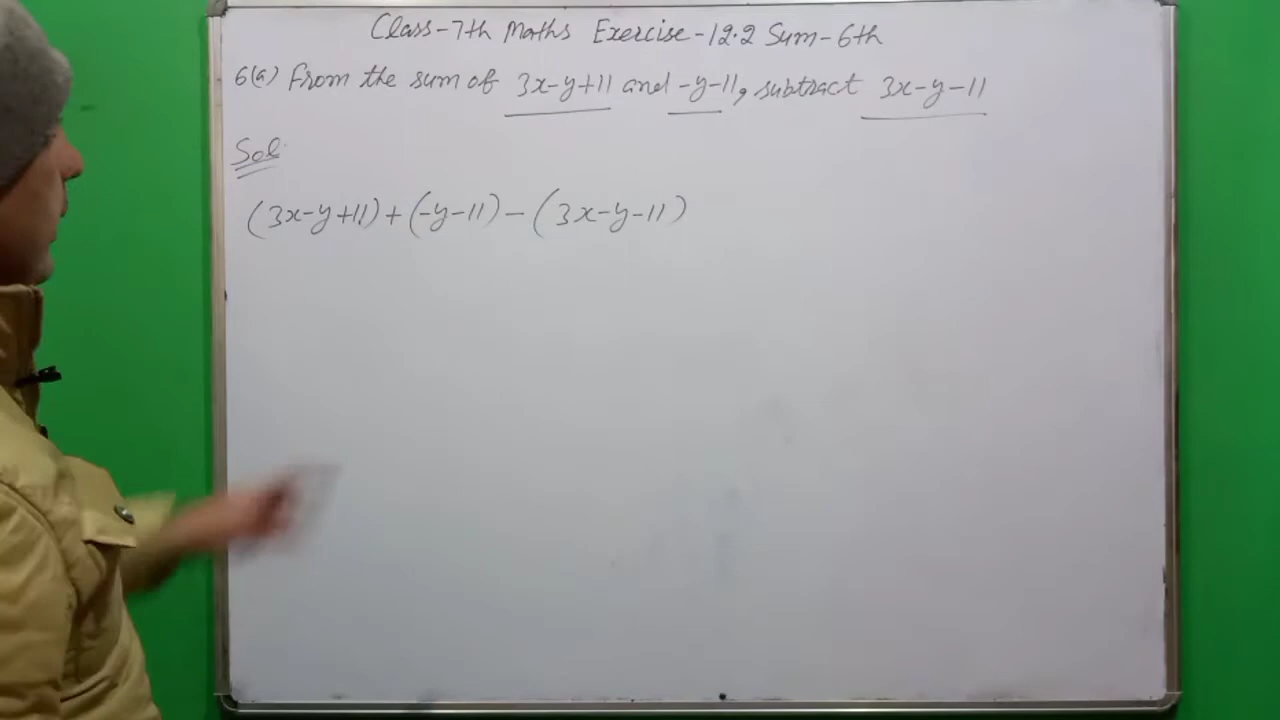 Class-7th Maths Exercise-12.2 Sum-6th
6(a) From the sum of 3x-y+11 and -y-11, subtract 3x-y-11
Sol.
(3x-y+11)+(-y-11)-(3x-y-11)